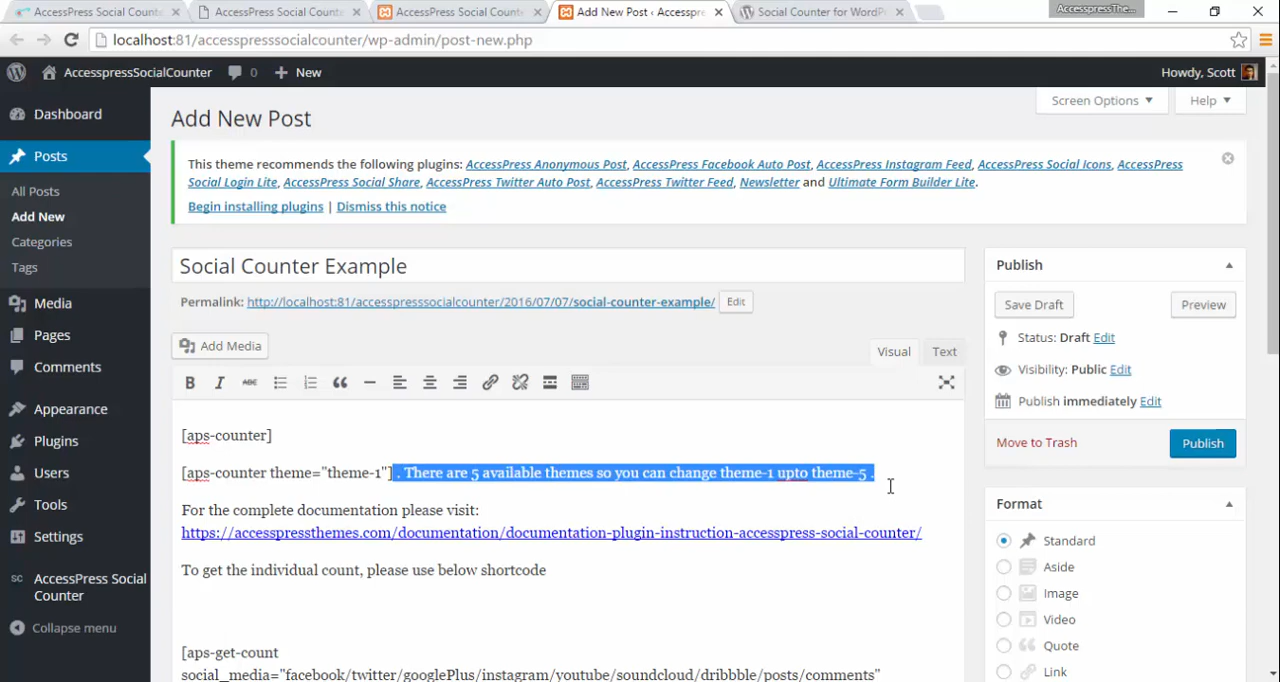 AccessPress Social Count
AccessPress Social Count
AccessPress Social Count
Add New Post ‹ Accesspre
Social Counter for WordPr
AccesspressThe...
localhost:81/accesspresssocialcounter/wp-admin/post-new.php
AccesspressSocialCounter
0
New
Howdy, Scott
Dashboard
Posts
All Posts
Add New
Categories
Tags
Media
Pages
Comments
Appearance
Plugins
Users
Tools
Settings
SC AccessPress Social
Counter
Collapse menu
Screen Options
Help
Add New Post
This theme recommends the following plugins: AccessPress Anonymous Post, AccessPress Facebook Auto Post, AccessPress Instagram Feed, AccessPress Social Icons, AccessPress
Social Login Lite, AccessPress Social Share, AccessPress Twitter Auto Post, AccessPress Twitter Feed, Newsletter and Ultimate Form Builder Lite.
Begin installing plugins | Dismiss this notice
Social Counter Example
Permalink: http://localhost:81/accesspresssocialcounter/2016/07/07/social-counter-example/ Edit
Add Media
Visual
Text
B I ABC
[aps-counter]
[aps-counter theme="theme-1"] . There are 5 available themes so you can change theme-1 upto theme-5 .
For the complete documentation please visit:
https://accesspressthemes.com/documentation/documentation-plugin-instruction-accesspress-social-counter/
To get the individual count, please use below shortcode
[aps-get-count
social_media="facebook/twitter/googlePlus/instagram/youtube/soundcloud/dribbble/posts/comments"
Publish
Save Draft
Preview
Status: Draft Edit
Visibility: Public Edit
Publish immediately Edit
Move to Trash
Publish
Format
Standard
Aside
Image
Video
Quote
Link